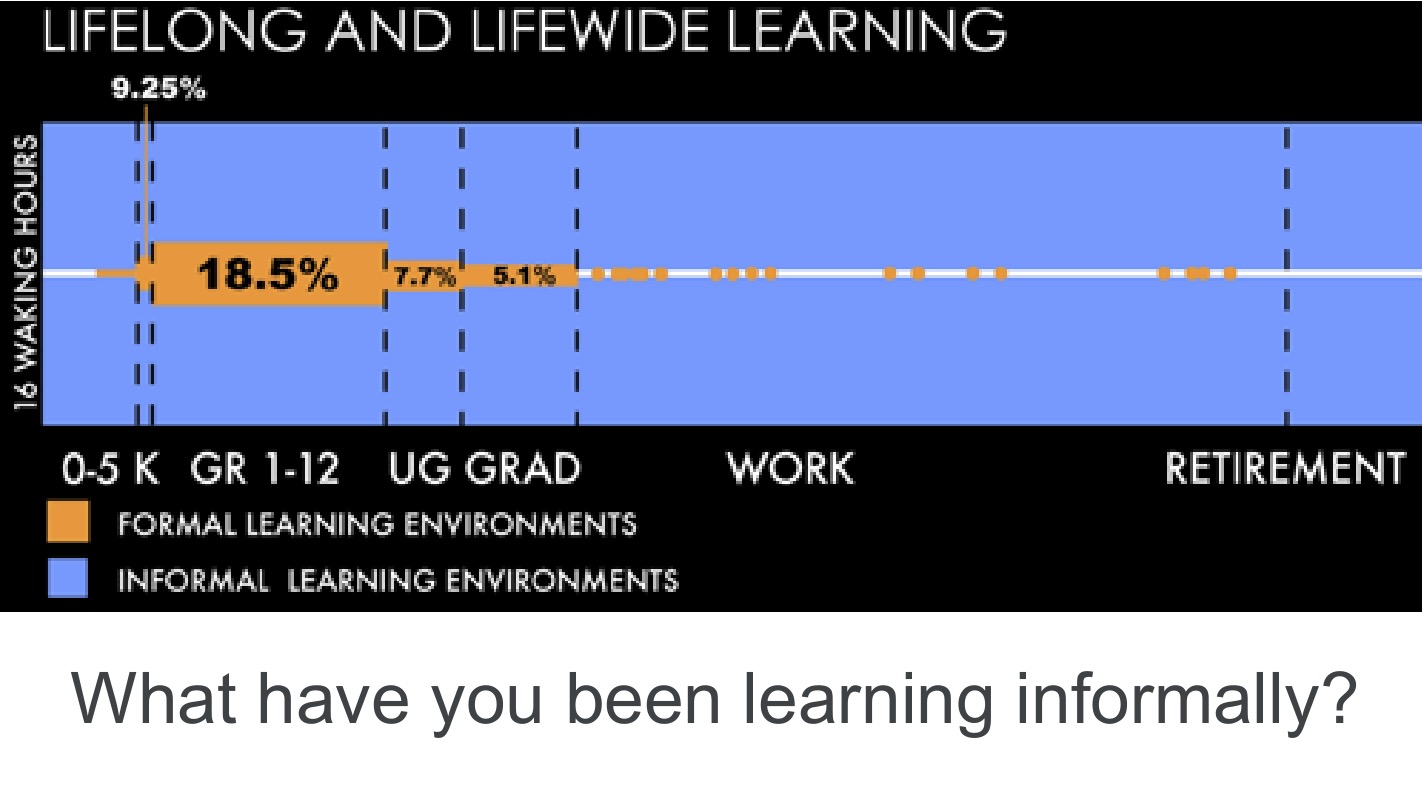 LIFELONG AND LIFEWIDE LEARNING
9.25%
16 WAKING HOURS
18.5%
7.7%
5.1%
0-5 K GR 1-12 UG GRAD WORK RETIREMENT
FORMAL LEARNING ENVIRONMENTS
INFORMAL LEARNING ENVIRONMENTS
What have you been learning informally?